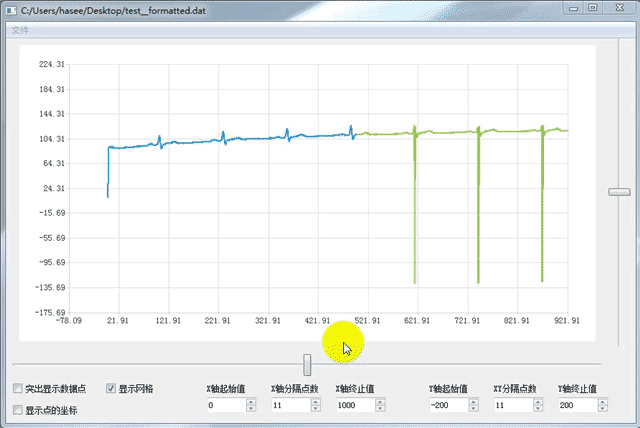 C:/Users/hasee/Desktop/test__formatted.dat
文件
224.31
184.31
144.31
104.31
64.31
24.31
-15.69
-55.69
-95.69
-135.69
-175.69
-78.09 21.91 121.91 221.91 321.91 421.91 521.91 621.91 721.91 821.91 921.91
突出显示数据点 显示网格 X轴起始值 X轴分隔点数 X轴终止值 Y轴起始值 XY分隔点数 Y轴终止值
显示点的坐标 0 11 1000 -200 11 200